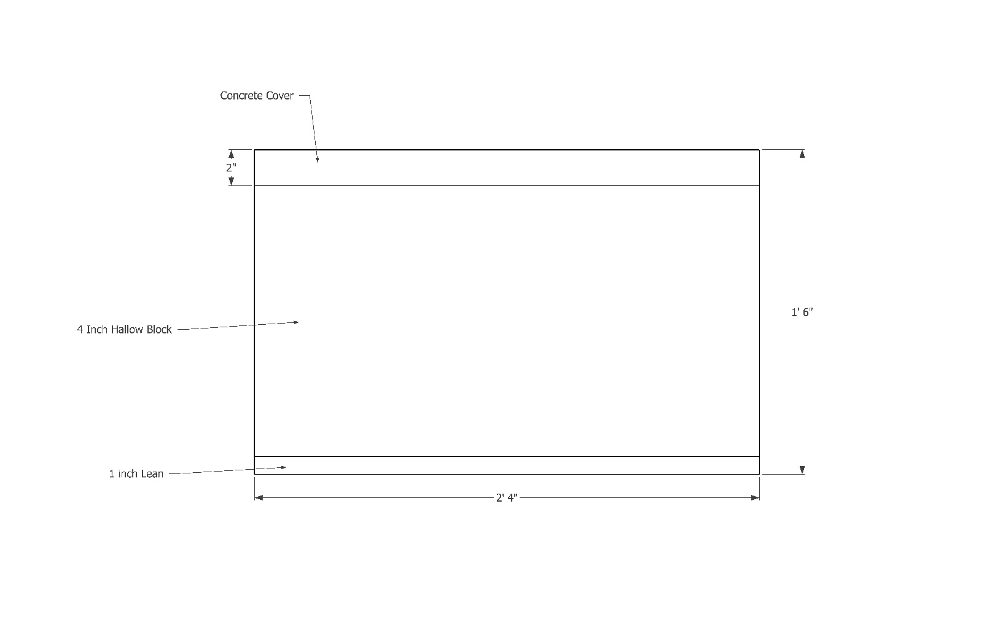 Concrete Cover
2"
1' 6"
4 Inch Hallow Block
1 inch Lean
2' 4"